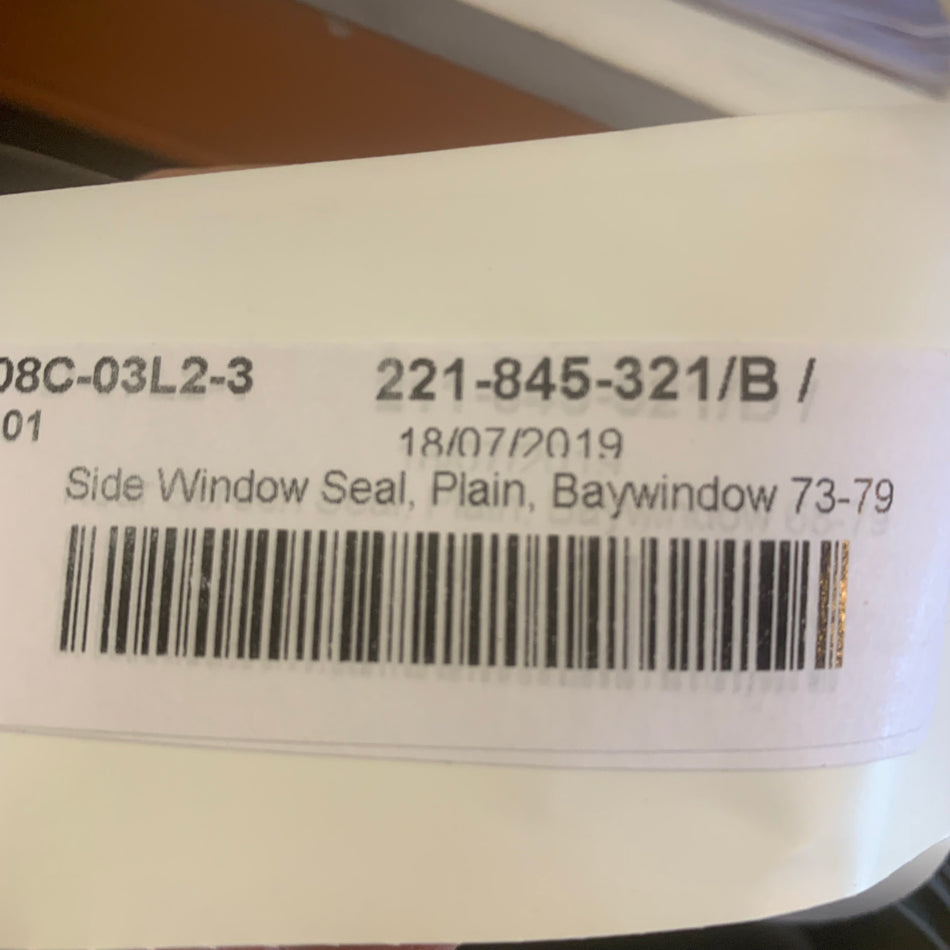 08C-03L2-3 221-845-321/B /
01 18/07/2019
Side Window Seal, Plain, Baywindow 73-79